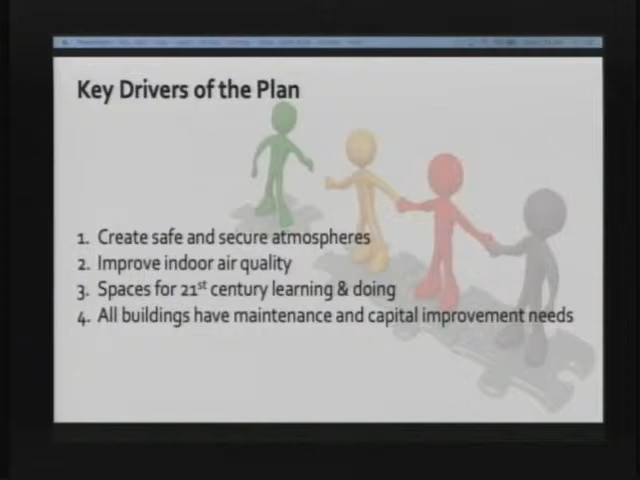 Key Drivers of the Plan
1. Create safe and secure atmospheres
2. Improve indoor air quality
3. Spaces for 21st century learning & doing
4. All buildings have maintenance and capital improvement needs